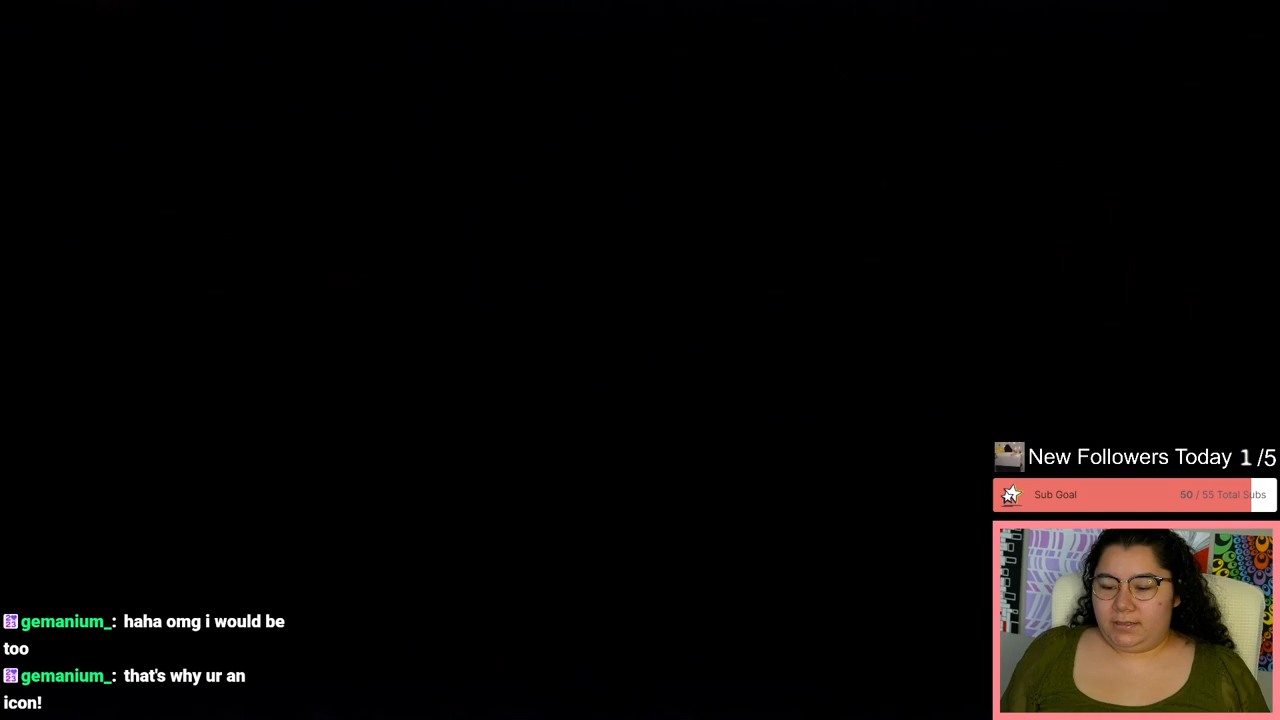 New Followers Today 1 /5
Sub Goal 50 / 55 Total Subs
gemanium_: haha omg i would be
too
gemanium_: that's why ur an
icon!